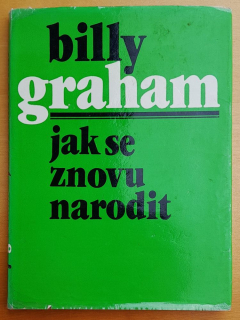 billy
graham
jak se
znovu
narodit